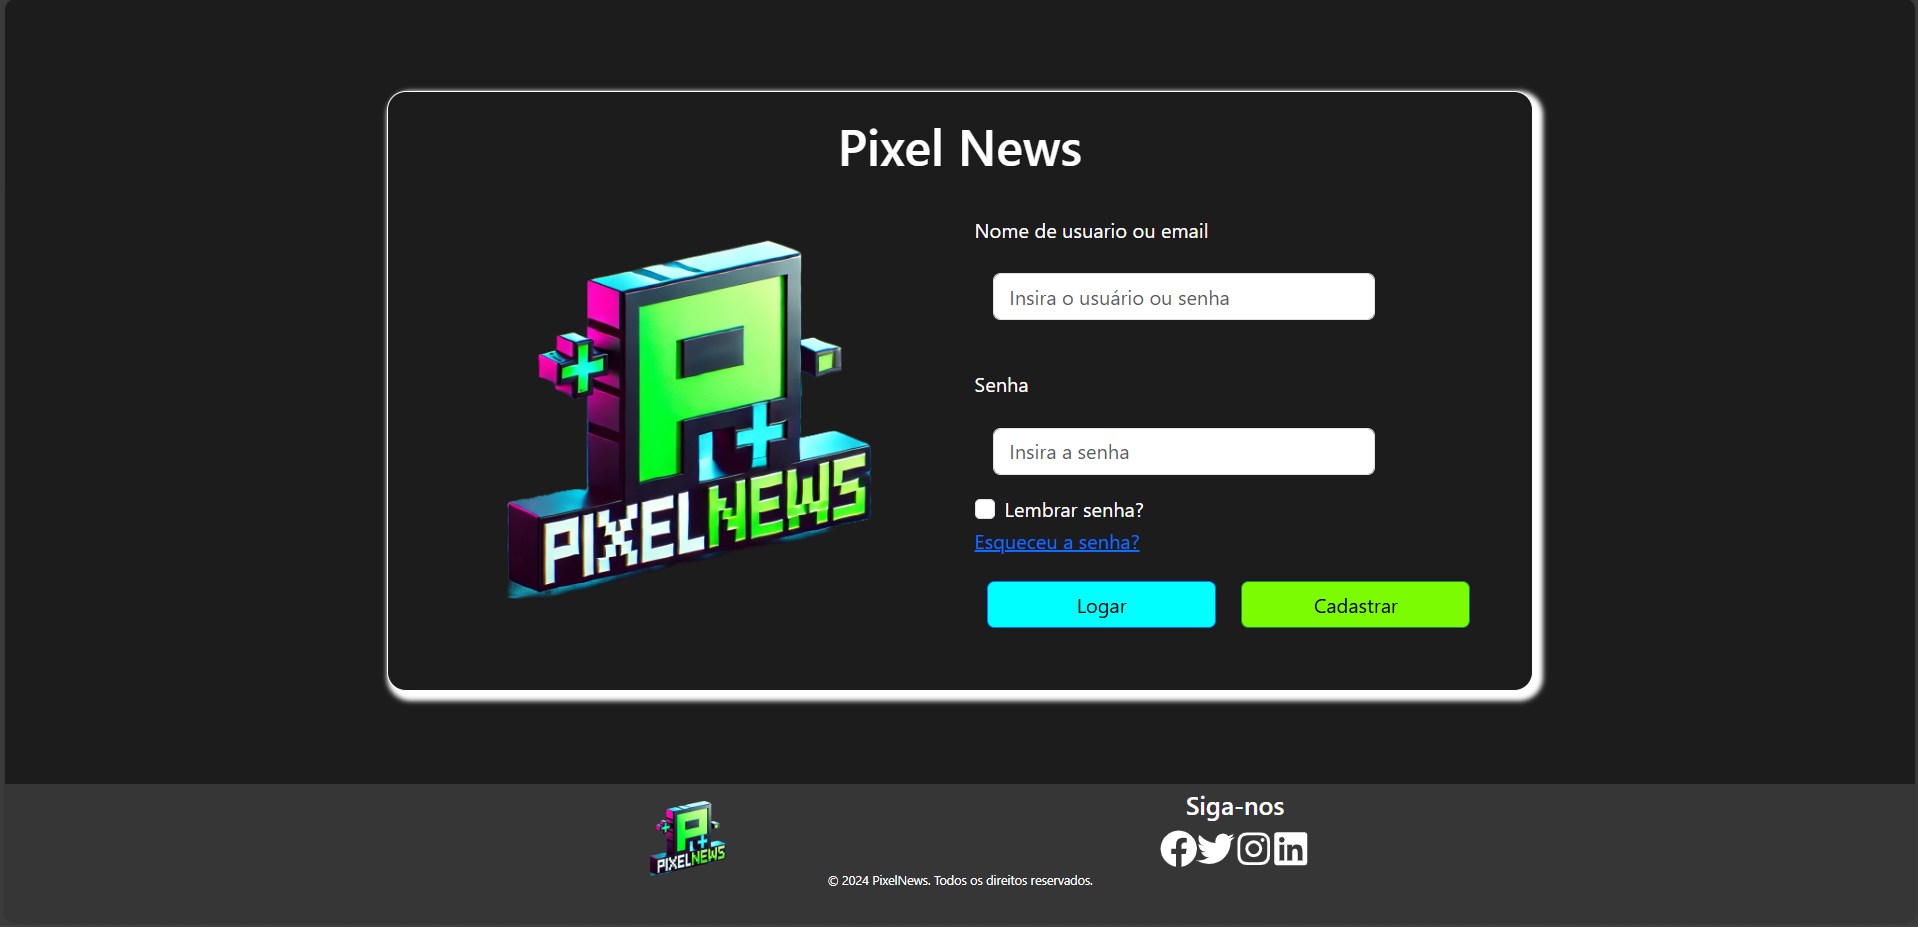 Pixel News
P
PIXELNEWS
Nome de usuario ou email
Insira o usuário ou senha
Senha
Insira a senha
Lembrar senha?
Esqueceu a senha?
Logar
Cadastrar
P
PIXELNEWS
Siga-nos
© 2024 PixelNews. Todos os direitos reservados.